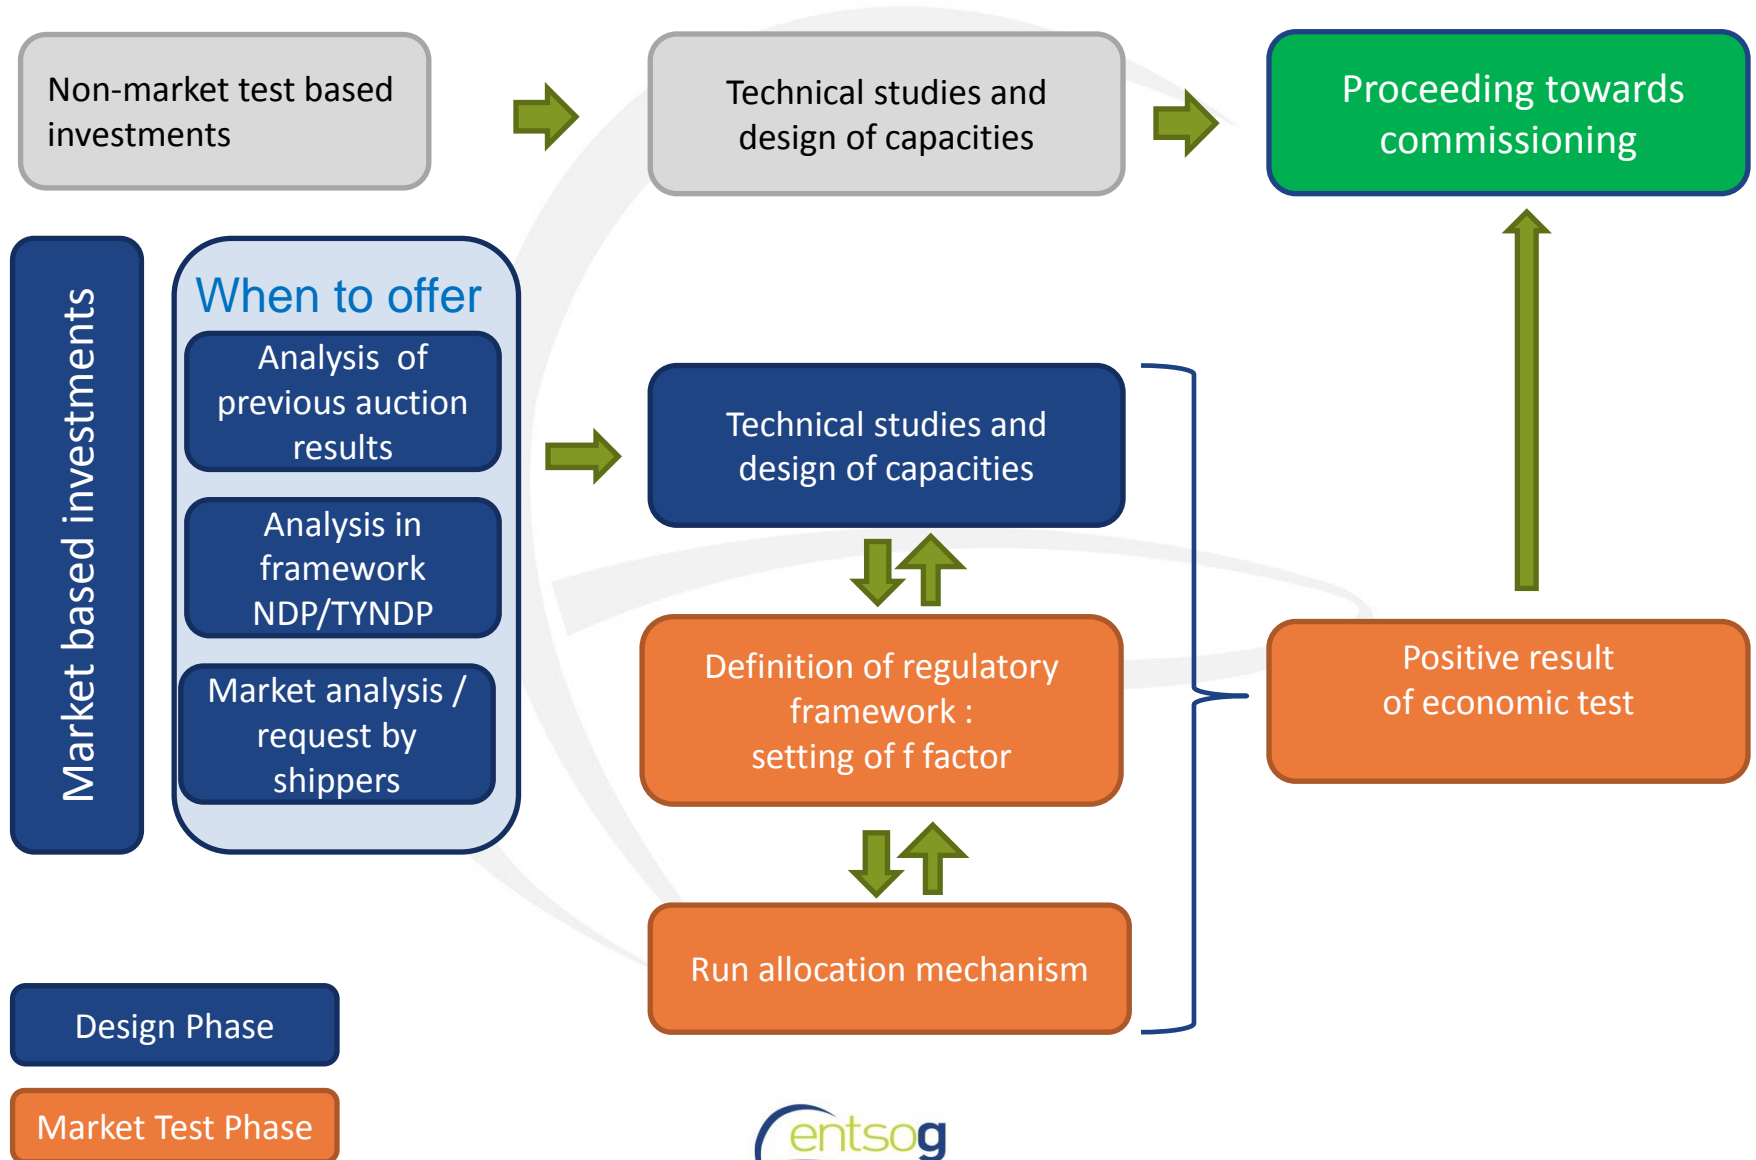 Non-market test based
investments
Technical studies and
design of capacities
Proceeding towards
commissioning
Market based investments
When to offer
Analysis of
previous auction
results
Analysis in
framework
NDP/TYNDP
Market analysis /
request by
shippers
Technical studies and
design of capacities
Definition of regulatory
framework :
setting of f factor
Run allocation mechanism
Positive result
of economic test
Design Phase
Market Test Phase
entsog